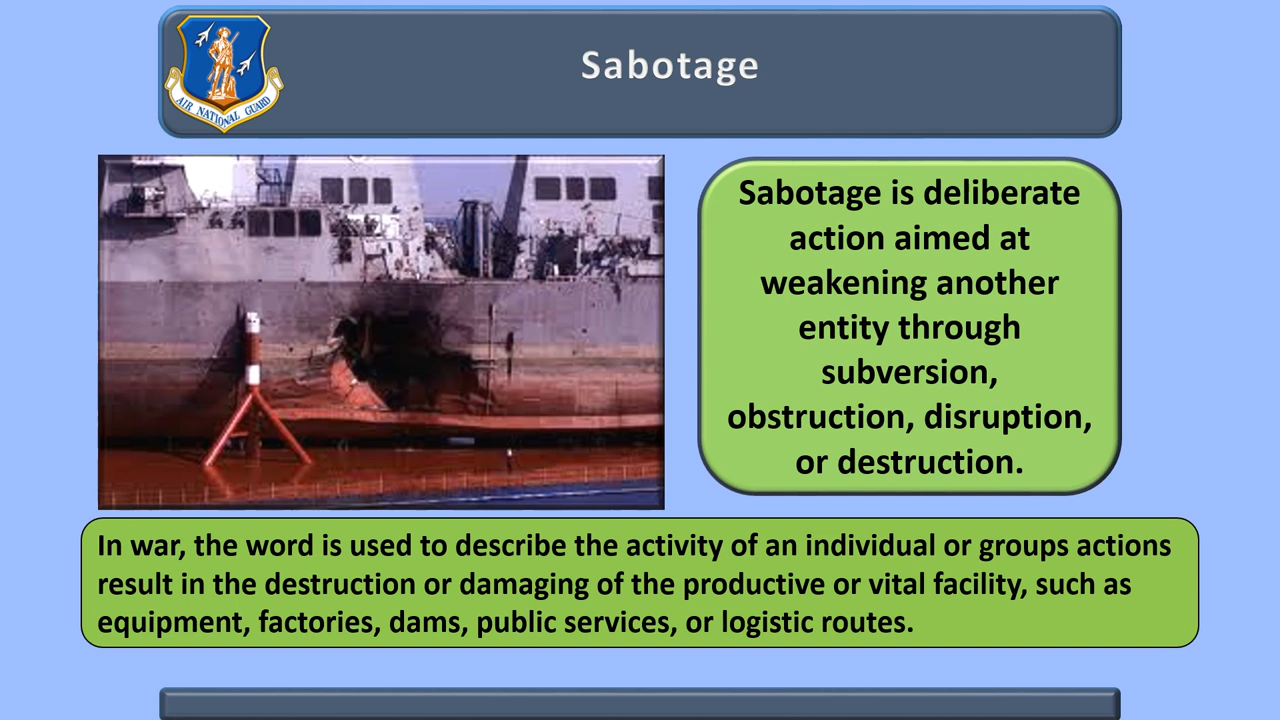 Sabotage
AIR NATIONAL GUARD
Sabotage is deliberate
action aimed at
weakening another
entity through
subversion,
obstruction, disruption,
or destruction.
In war, the word is used to describe the activity of an individual or groups actions
result in the destruction or damaging of the productive or vital facility, such as
equipment, factories, dams, public services, or logistic routes.